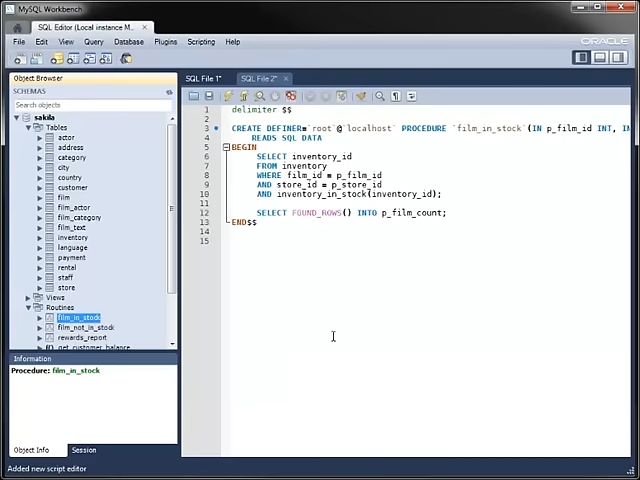 MySQL Workbench
SQL Editor (Local instance M...
File Edit View Query Database Plugins Scripting Help
ORACLE
Object Browser
SCHEMAS
Search objects
sakila
Tables
actor
address
category
city
country
customer
film
film_actor
film_category
film_text
inventory
language
payment
rental
staff
store
Views
Routines
film_in_stock
film_not_in_stock
rewards_report
get_customer_balance
Information
Procedure: film_in_stock
Object Info Session
Added new script editor
SQL File 1* SQL File 2*
1 delimiter $$
2
3 CREATE DEFINER=`root`@`localhost` PROCEDURE `film_in_stock`(IN p_film_id INT, IN
4 READS SQL DATA
5 BEGIN
6 SELECT inventory_id
7 FROM inventory
8 WHERE film_id = p_film_id
9 AND store_id = p_store_id
10 AND inventory_in_stock(inventory_id);
11
12 SELECT FOUND_ROWS() INTO p_film_count;
13 END$$
14
15